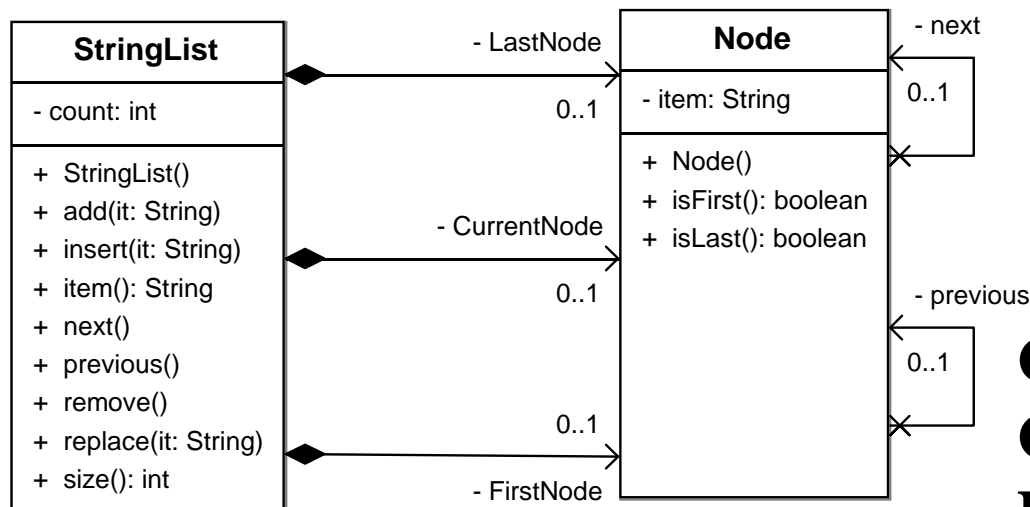 StringList
- count: int
+ StringList()
+ add(it: String)
+ insert(it: String)
+ item(): String
+ next()
+ previous()
+ remove()
+ replace(it: String)
+ size(): int
- LastNode
0..1
- CurrentNode
0..1
0..1
- FirstNode
Node
- item: String
+ Node()
+ isFirst(): boolean
+ isLast(): boolean
- next
0..1
- previous
0..1